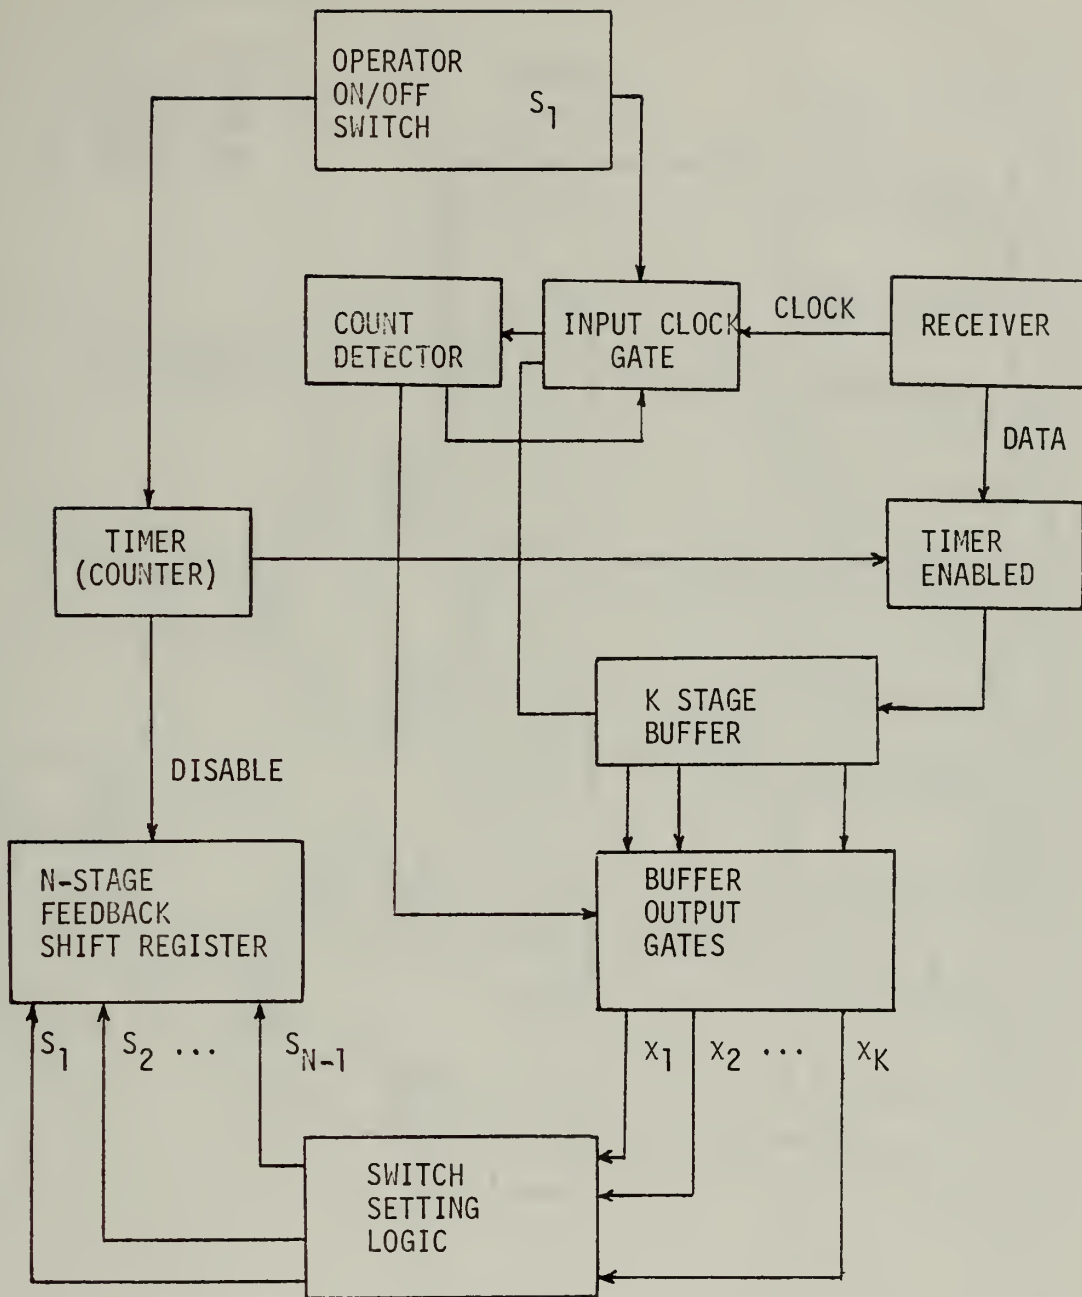 OPERATOR
ON/OFF
SWITCH S1
COUNT
DETECTOR
INPUT CLOCK
GATE
CLOCK
RECEIVER
DATA
TIMER
(COUNTER)
TIMER
ENABLED
K STAGE
BUFFER
DISABLE
N-STAGE
FEEDBACK
SHIFT REGISTER
BUFFER
OUTPUT
GATES
S1 S2 ... SN-1
X1 X2 ... XK
SWITCH
SETTING
LOGIC